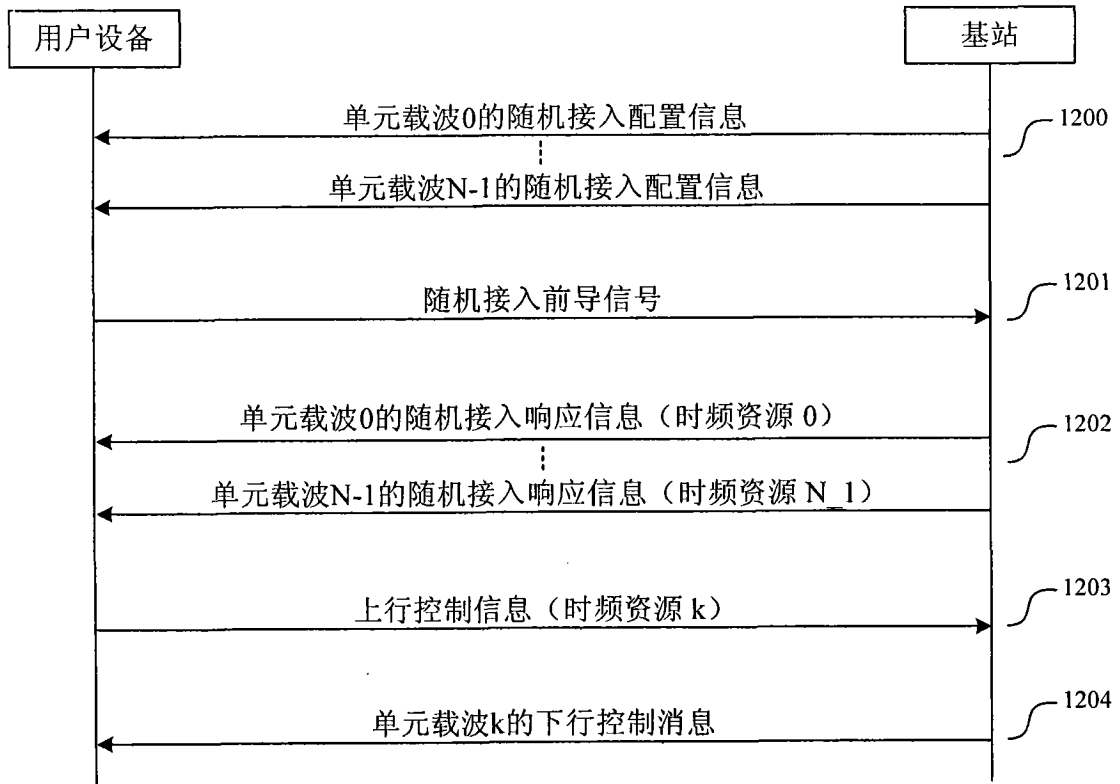 用户设备
基站
单元载波0的随机接入配置信息
1200
单元载波N-1的随机接入配置信息
随机接入前导信号
1201
单元载波0的随机接入响应信息（时频资源 0）
1202
单元载波N-1的随机接入响应信息（时频资源 N_1）
上行控制信息（时频资源 k）
1203
单元载波k的下行控制消息
1204